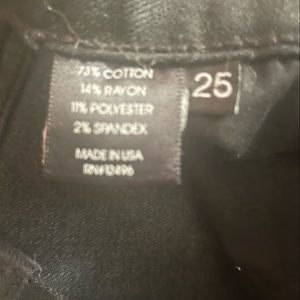 73% COTTON
14% RAYON
11% POLYESTER
2% SPANDEX
MADE IN USA
RN#12496
25